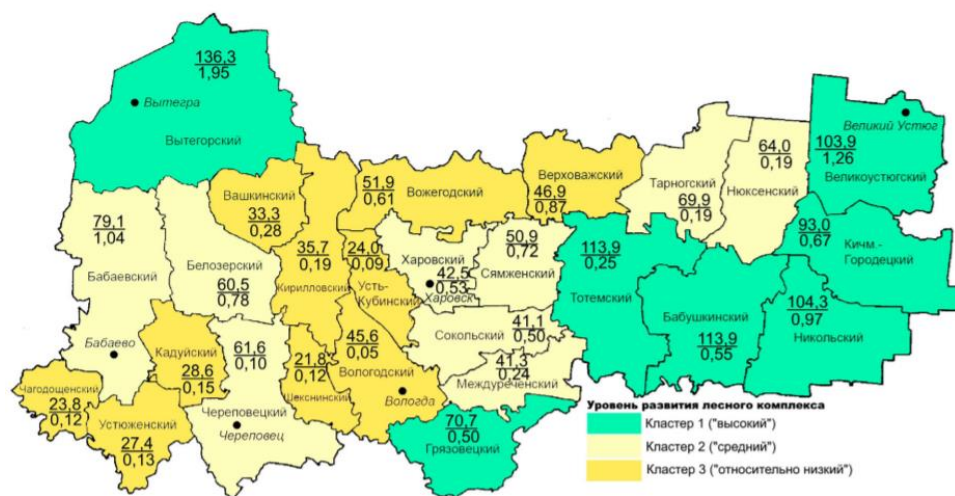 136,3
1,95
Вытегра
Вытегорский
Великий Устюг
64,0
0,19
103,9
1,26
Великоустюгский
Верховажский
46,9
0,87
Тарногский
69,9
0,19
Нюксенский
51,9
0,61
Вожегодский
Вашкинский
33,3
0,28
79,1
1,04
Бабаевский
Белозерский
60,5
0,78
35,7
0,19
Кирилловский
24,0
0,09
Усть-
Кубинский
Харовский
42,5
0,53
Харовск
50,9
0,72
Сямженский
113,9
0,25
Тотемский
93,0
0,67
Кичм.-
Городецкий
Бабушкинский
113,9
0,55
104,3
0,97
Никольский
Бабаево
Кадуйский
28,6
0,15
61,6
0,10
Череповецкий
Череповец
21,8
0,12
Шекснинский
45,6
0,05
Вологодский
Вологда
Сокольский
41,1
0,50
41,3
0,24
Междуреченский
Чагодощенский
23,8
0,12
Устюженский
27,4
0,13
70,7
0,50
Грязовецкий
Уровень развития лесного комплекса
Кластер 1 ("высокий")
Кластер 2 ("средний")
Кластер 3 ("относительно низкий")